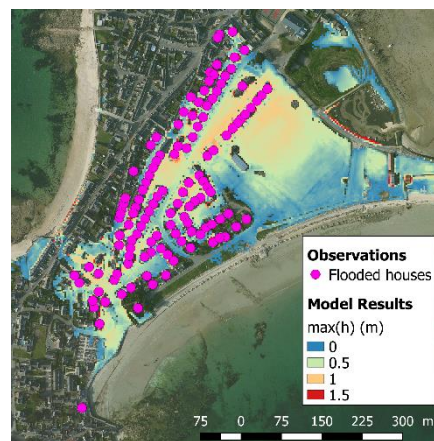 Observations
Flooded houses
Model Results
max(h) (m)
0
0.5
1
1.5
75 0 75 150 225 300 m